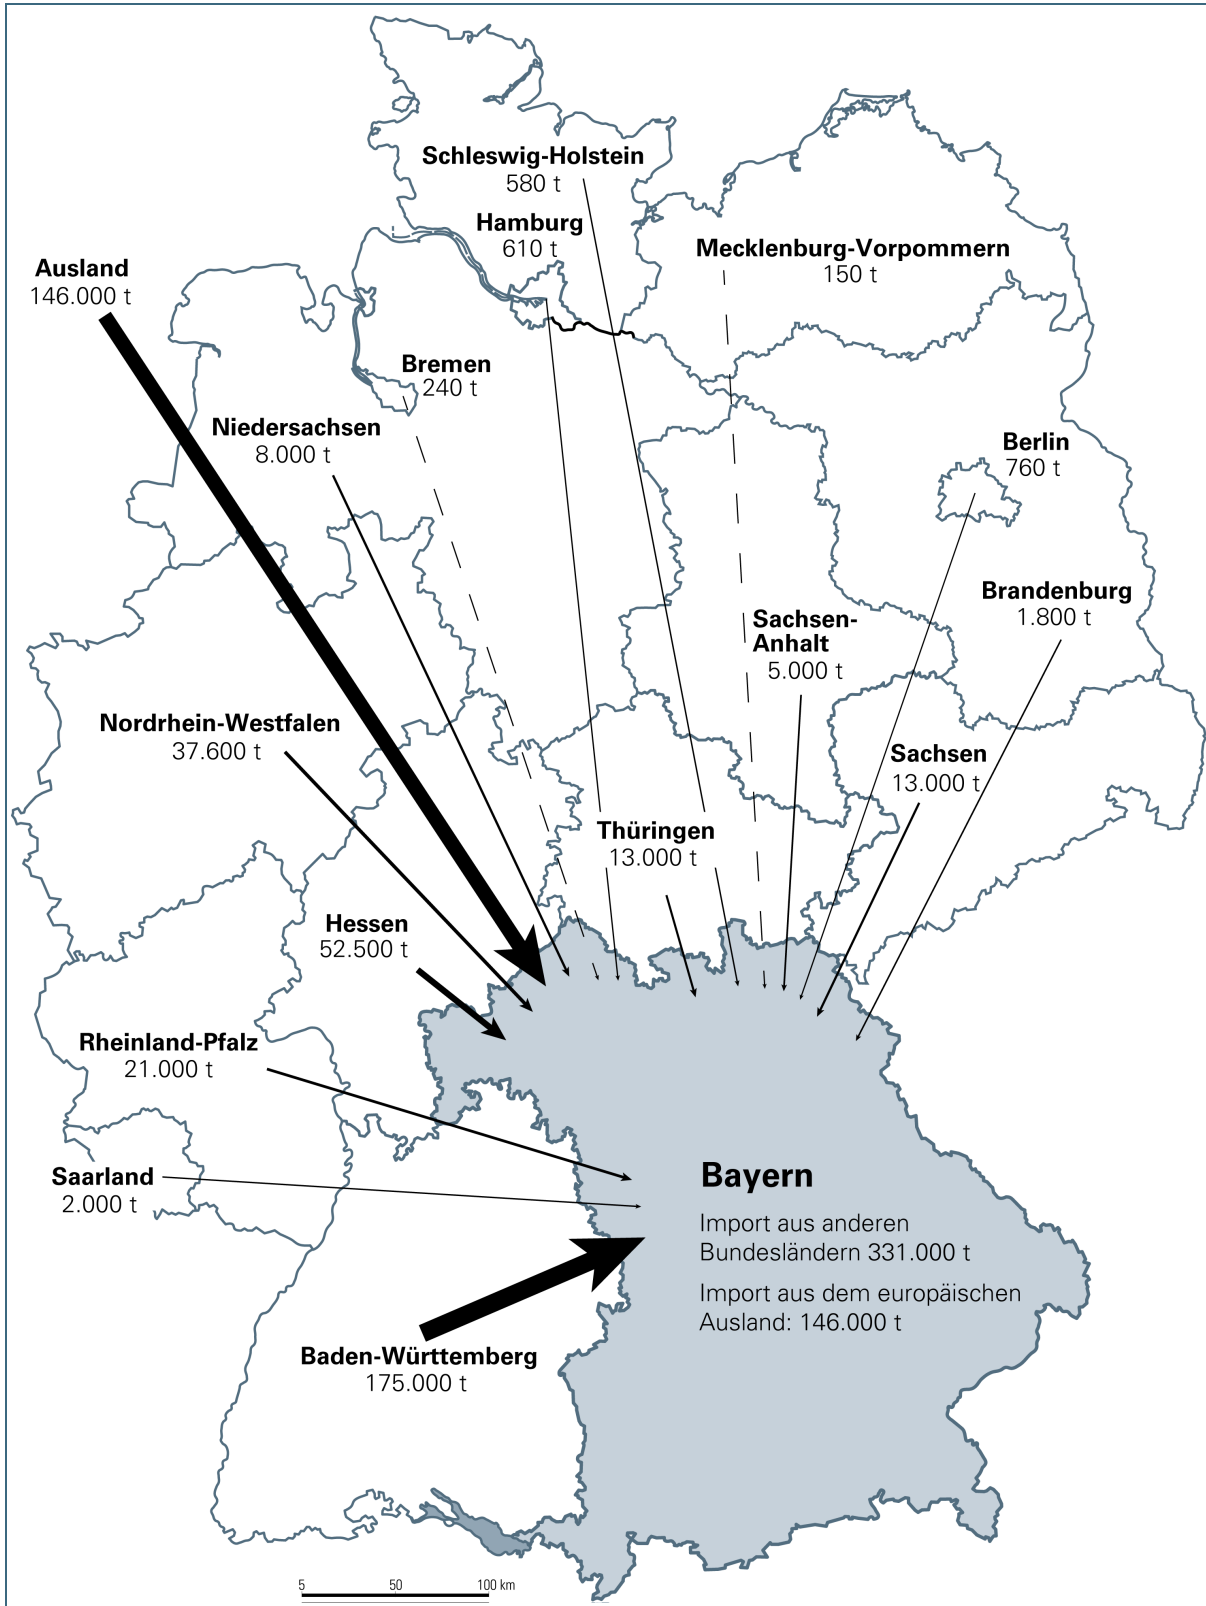 Schleswig-Holstein
580 t
Hamburg
610 t
Mecklenburg-Vorpommern
150 t
Ausland
146.000 t
Bremen
240 t
Niedersachsen
8.000 t
Berlin
760 t
Brandenburg
1.800 t
Sachsen-
Anhalt
5.000 t
Nordrhein-Westfalen
37.600 t
Sachsen
13.000 t
Thüringen
13.000 t
Hessen
52.500 t
Rheinland-Pfalz
21.000 t
Saarland
2.000 t
Bayern
Import aus anderen
Bundesländern 331.000 t
Import aus dem europäischen
Ausland: 146.000 t
Baden-Württemberg
175.000 t
5 50 100 km